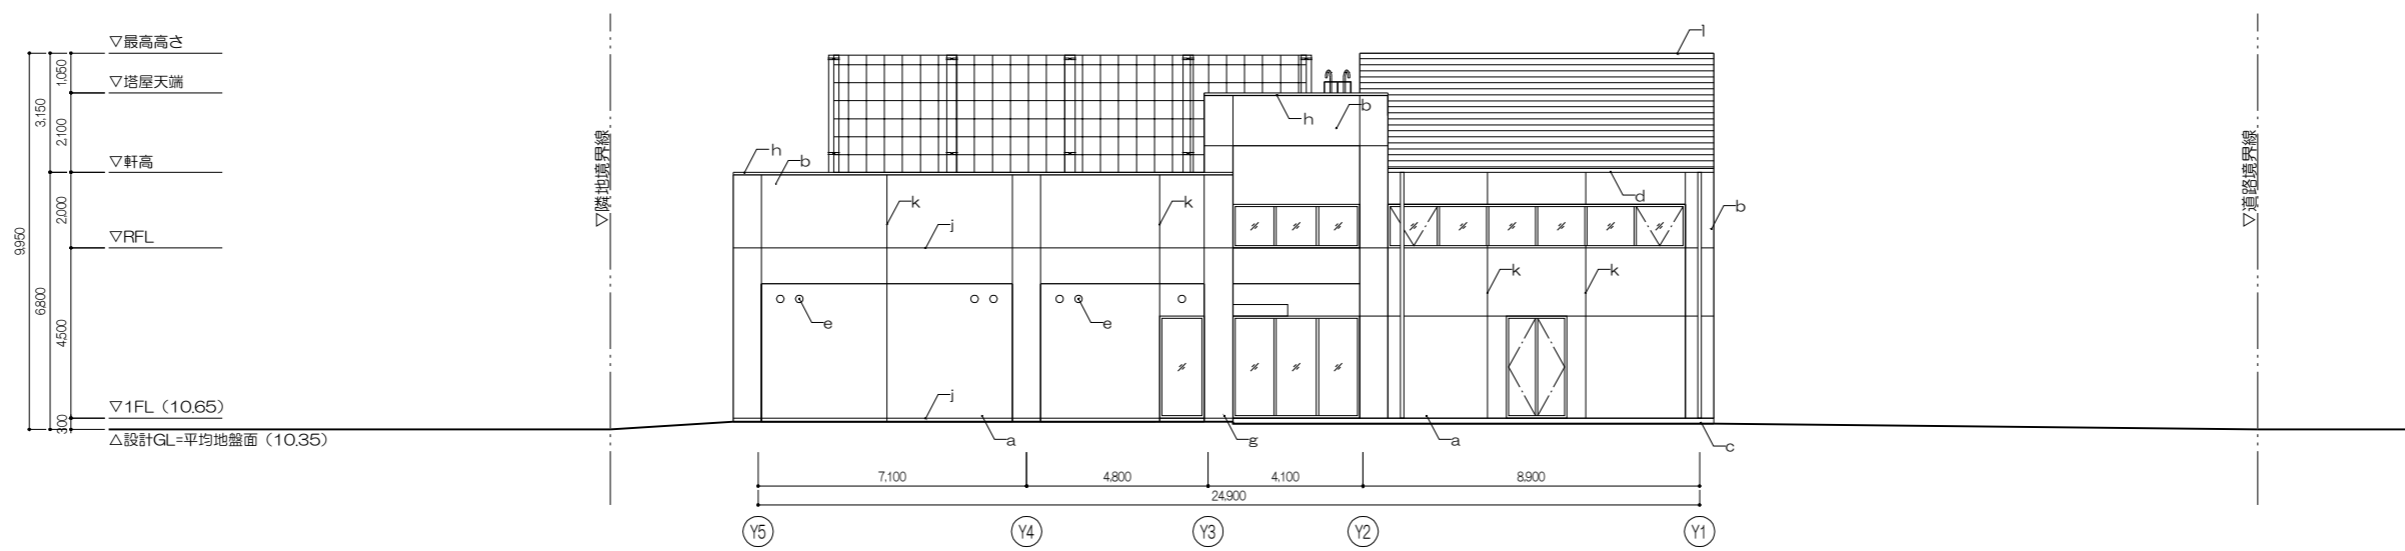 ▽最高高さ
▽塔屋天端
▽軒高
▽RFL
▽1FL（10.65）
△設計GL=平均地盤面（10.35）
9,950
3,150
6,800
1,050
2,100
2,000
4,500
300
▽隣地境界線
▽道路境界線
l
h
b
h
b
k
j
k
d
b
k
k
e
e
j
a
g
a
c
7,100
4,800
4,100
8,900
24,900
Y5
Y4
Y3
Y2
Y1